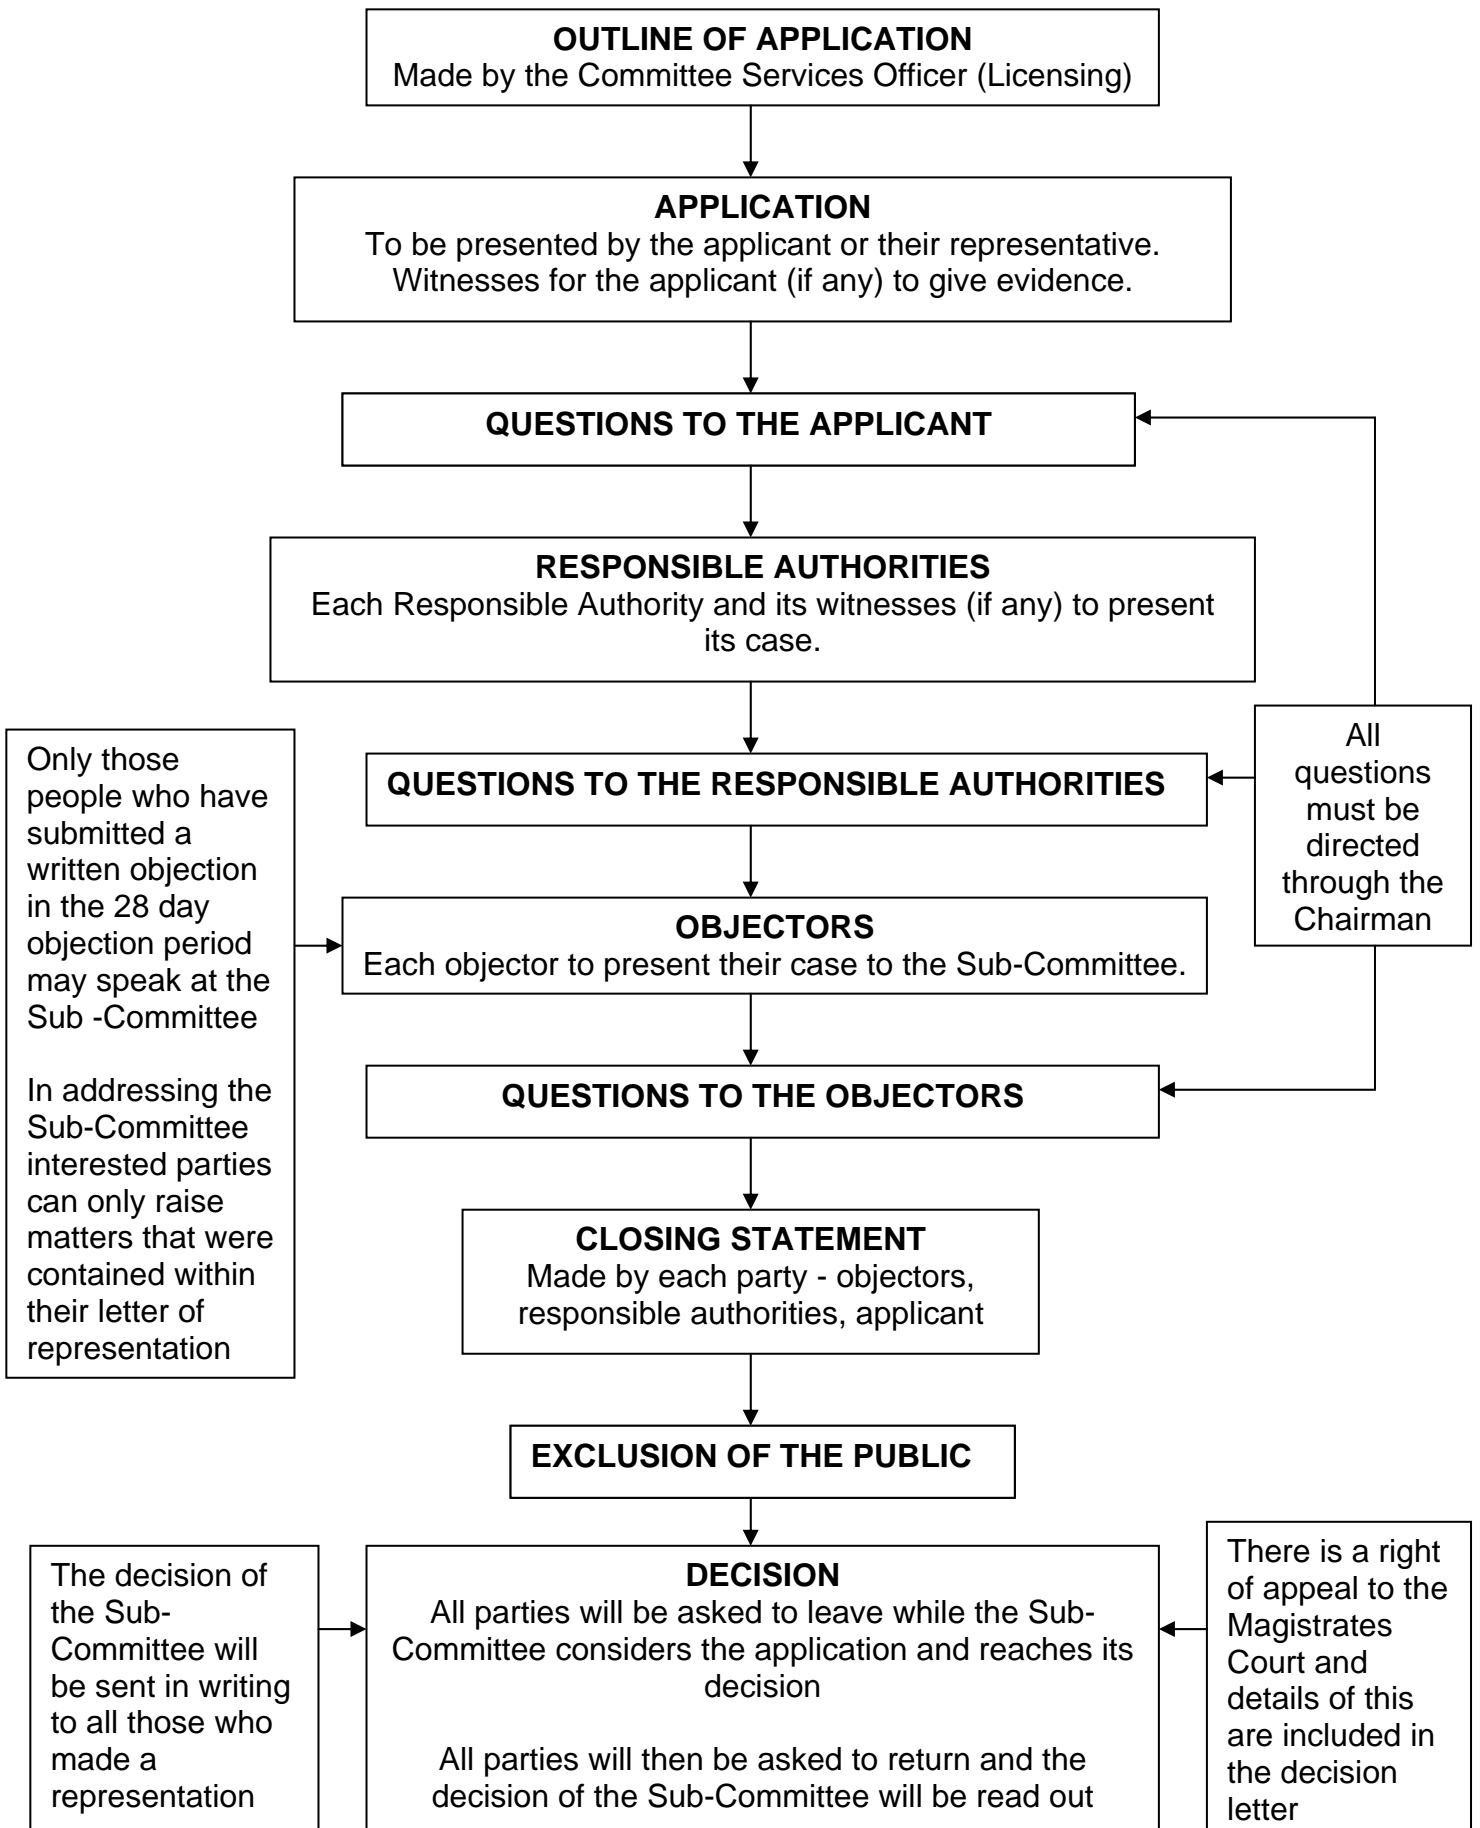 OUTLINE OF APPLICATION
Made by the Committee Services Officer (Licensing)
APPLICATION
To be presented by the applicant or their representative.
Witnesses for the applicant (if any) to give evidence.
QUESTIONS TO THE APPLICANT
RESPONSIBLE AUTHORITIES
Each Responsible Authority and its witnesses (if any) to present
its case.
QUESTIONS TO THE RESPONSIBLE AUTHORITIES
All
questions
must be
directed
through the
Chairman
Only those
people who have
submitted a
written objection
in the 28 day
objection period
may speak at the
Sub -Committee
In addressing the
Sub-Committee
interested parties
can only raise
matters that were
contained within
their letter of
representation
OBJECTORS
Each objector to present their case to the Sub-Committee.
QUESTIONS TO THE OBJECTORS
CLOSING STATEMENT
Made by each party - objectors,
responsible authorities, applicant
EXCLUSION OF THE PUBLIC
The decision of
the Sub-
Committee will
be sent in writing
to all those who
made a
representation
DECISION
All parties will be asked to leave while the Sub-
Committee considers the application and reaches its
decision
All parties will then be asked to return and the
decision of the Sub-Committee will be read out
There is a right
of appeal to the
Magistrates
Court and
details of this
are included in
the decision
letter